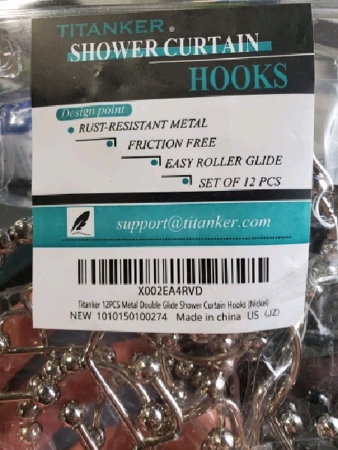 TITANKER®
SHOWER CURTAIN
HOOKS
Design point
RUST-RESISTANT METAL
FRICTION FREE
EASY ROLLER GLIDE
SET OF 12 PCS
support@titanker.com
X002EA4RVD
Titanker 12PCS Metal Double Glide Shower Curtain Hooks (Nickel)
NEW 1010150100274 Made in china US (JZ)